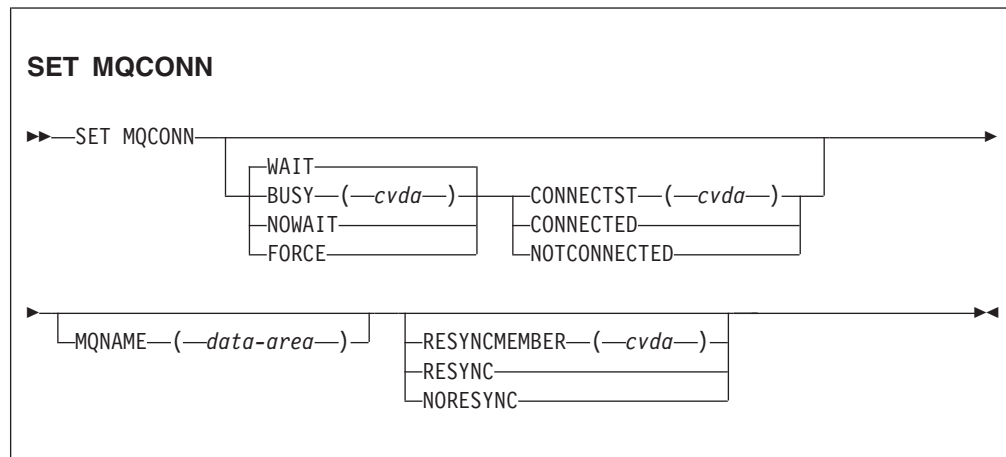 SET MQCONN
SET MQCONN
WAIT
BUSY ( cvda ) CONNECTST ( cvda )
NOWAIT CONNECTED
FORCE NOTCONNECTED
MQNAME ( data-area ) RESYNCMEMBER ( cvda )
RESYNC
NORESYNC